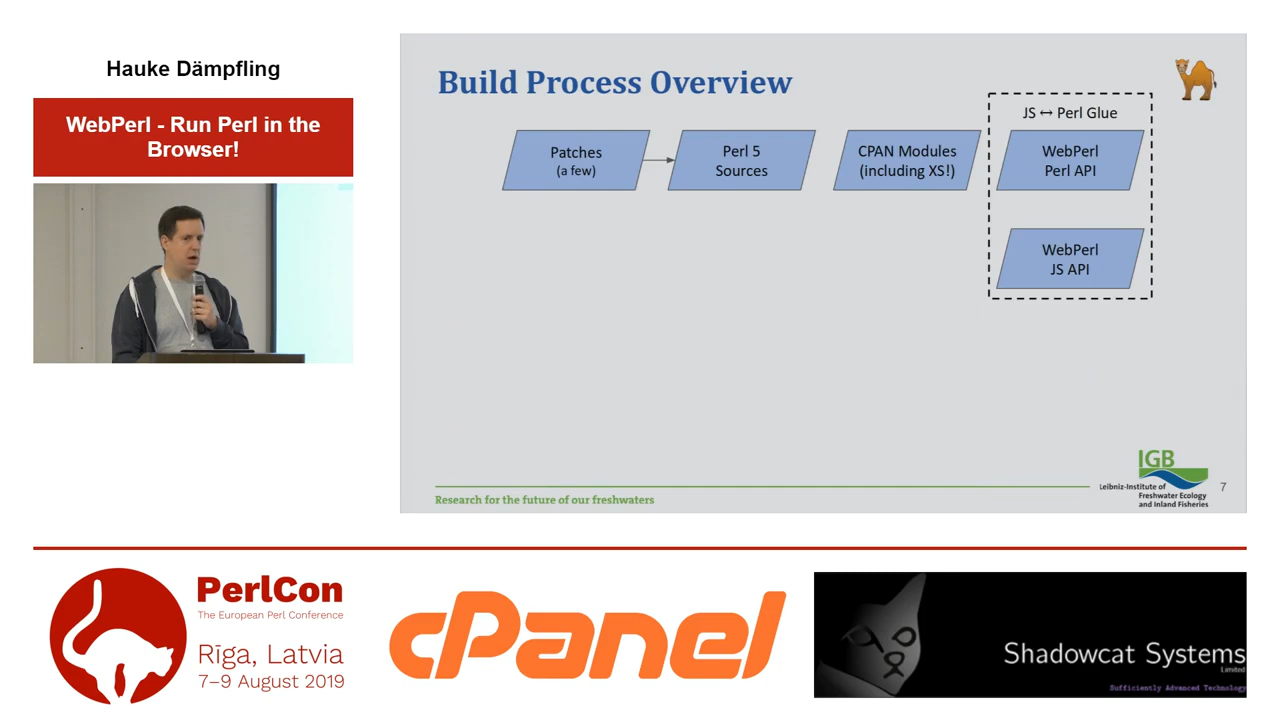 Hauke Dämpfling
WebPerl - Run Perl in the
Browser!
Build Process Overview
Patches
(a few)
Perl 5
Sources
CPAN Modules
(including XS!)
JS ↔ Perl Glue
WebPerl
Perl API
WebPerl
JS API
Research for the future of our freshwaters
IGB
Leibniz-Institute of
Freshwater Ecology
and Inland Fisheries
7
PerlCon
The European Perl Conference
Rīga, Latvia
7–9 August 2019
cPanel
Shadowcat Systems
Limited
Sufficiently Advanced Technology